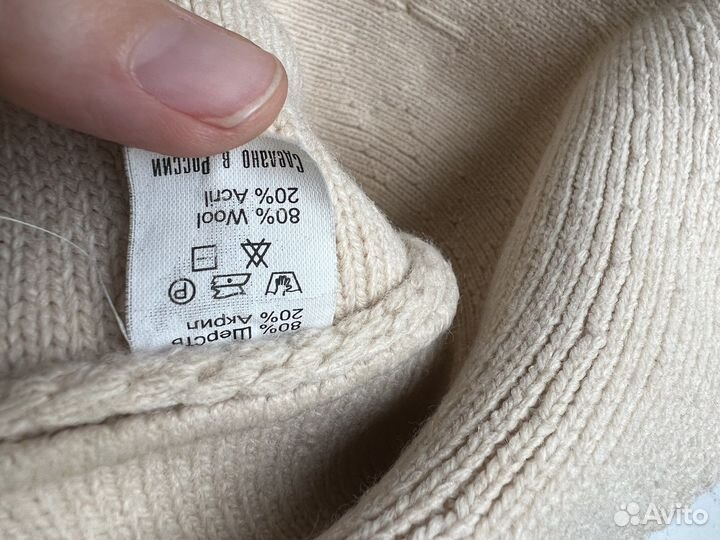 80% Шерсть
20% Акрил
80% Wool
20% Acril
Сделано в России
Avito